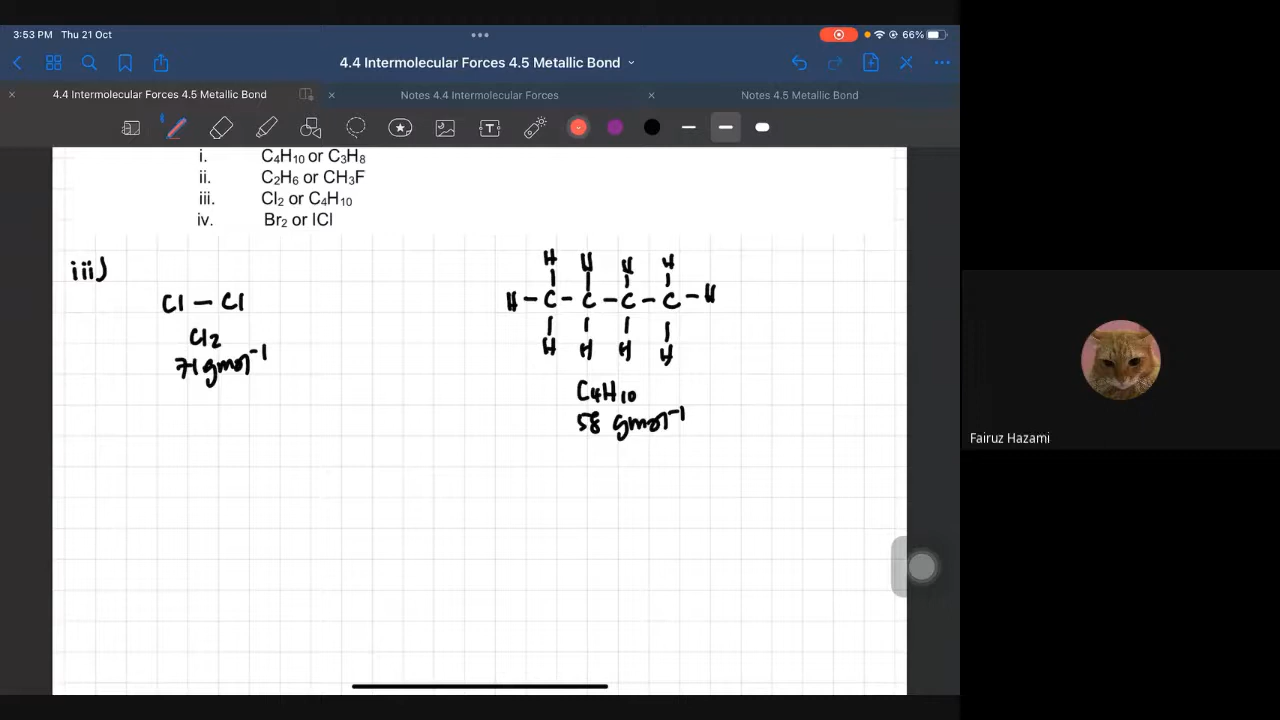 3:53 PM Thu 21 Oct
66%
4.4 Intermolecular Forces 4.5 Metallic Bond
4.4 Intermolecular Forces 4.5 Metallic Bond
Notes 4.4 Intermolecular Forces
Notes 4.5 Metallic Bond
i. C₄H₁₀ or C₃H₈
ii. C₂H₆ or CH₃F
iii. Cl₂ or C₄H₁₀
iv. Br₂ or ICl
iii)
H H H H
Cl — Cl
H – C – C – C – C – H
H H H H
Cl₂
71 gmol⁻¹
C₄H₁₀
58 gmol⁻¹
Fairuz Hazami